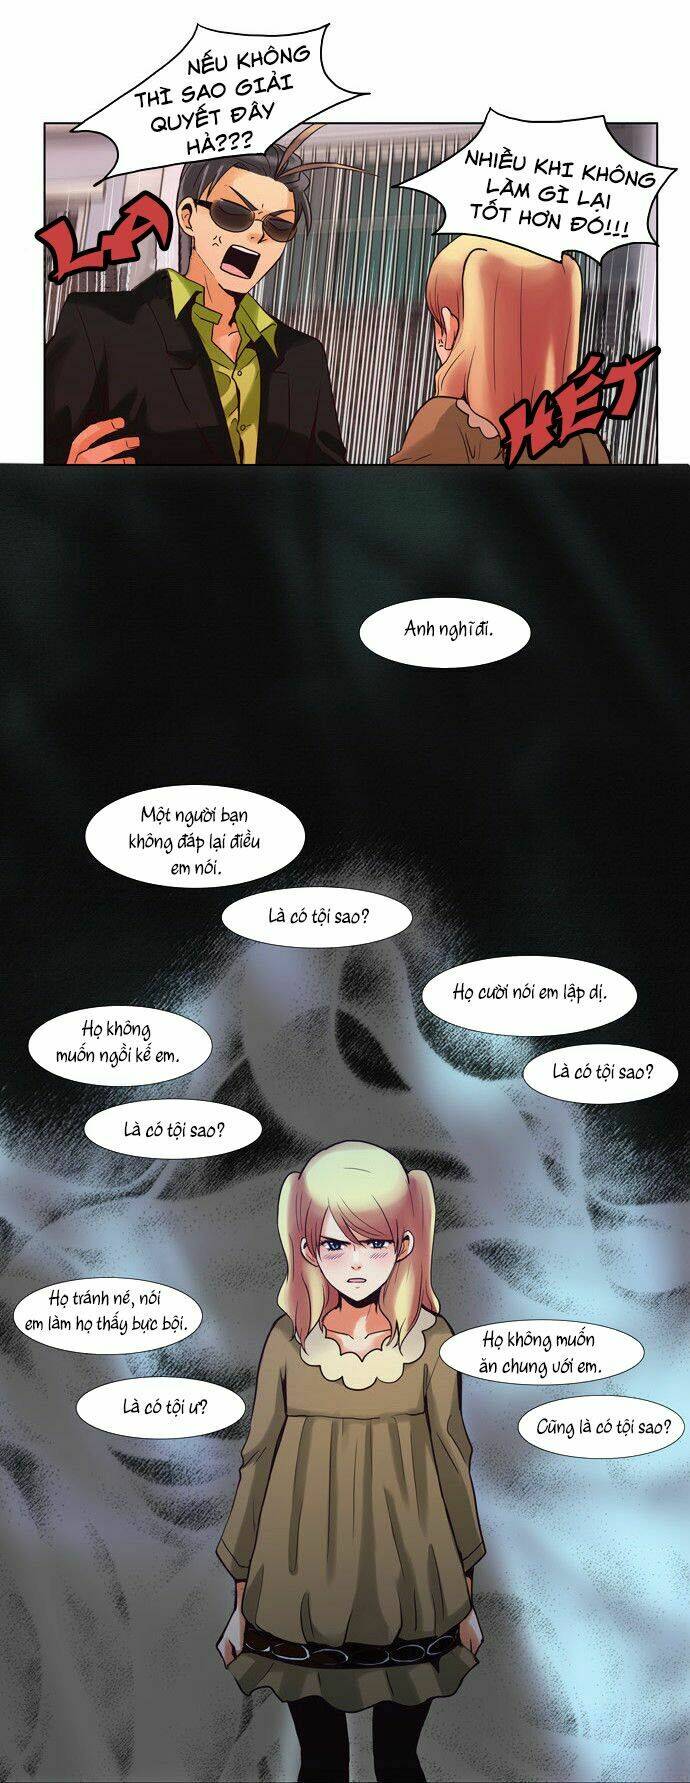 NẾU KHÔNG
THÌ SAO GIẢI
QUYẾT ĐÂY
HẢ???
NHIỀU KHI KHÔNG
LÀM GÌ LẠI
TỐT HƠN ĐÓ!!!
LA
HÉT
Anh nghĩ đi.
Một người bạn
không đáp lại điều
em nói.
Là có tội sao?
Họ cười nói em lập dị.
Là có tội sao?
Họ không
muốn ngồi kế em.
Là có tội sao?
Họ tránh né, nói
em làm họ thấy bực bội.
Là có tội ư?
Họ không muốn
ăn chung với em.
Cũng là có tội sao?